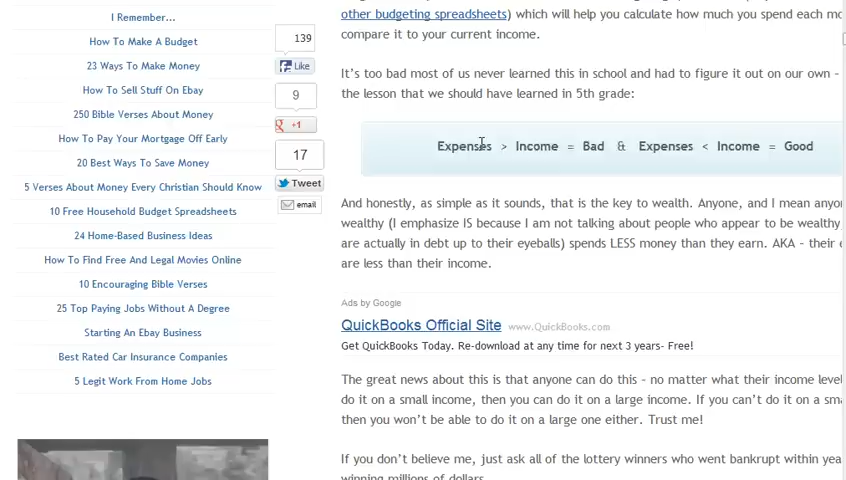 I Remember...
How To Make A Budget
23 Ways To Make Money
How To Sell Stuff On Ebay
250 Bible Verses About Money
How To Pay Your Mortgage Off Early
20 Best Ways To Save Money
5 Verses About Money Every Christian Should Know
10 Free Household Budget Spreadsheets
24 Home-Based Business Ideas
How To Find Free And Legal Movies Online
10 Encouraging Bible Verses
25 Top Paying Jobs Without A Degree
Starting An Ebay Business
Best Rated Car Insurance Companies
5 Legit Work From Home Jobs
139
Like
9
+1
17
Tweet
email
other budgeting spreadsheets) which will help you calculate how much you spend each
compare it to your current income.
It's too bad most of us never learned this in school and had to figure it out on our own –
the lesson that we should have learned in 5th grade:
Expenses > Income = Bad & Expenses < Income = Good
And honestly, as simple as it sounds, that is the key to wealth. Anyone, and I mean
wealthy (I emphasize IS because I am not talking about people who appear to be wealthy,
are actually in debt up to their eyeballs) spends LESS money than they earn. AKA – their
are less than their income.
Ads by Google
QuickBooks Official Site www.QuickBooks.com
Get QuickBooks Today. Re-download at any time for next 3 years- Free!
The great news about this is that anyone can do this – no matter what their income
do it on a small income, then you can do it on a large income. If you can't do it on a
then you won't be able to do it on a large one either. Trust me!
If you don't believe me, just ask all of the lottery winners who went bankrupt within
winning millions of dollars